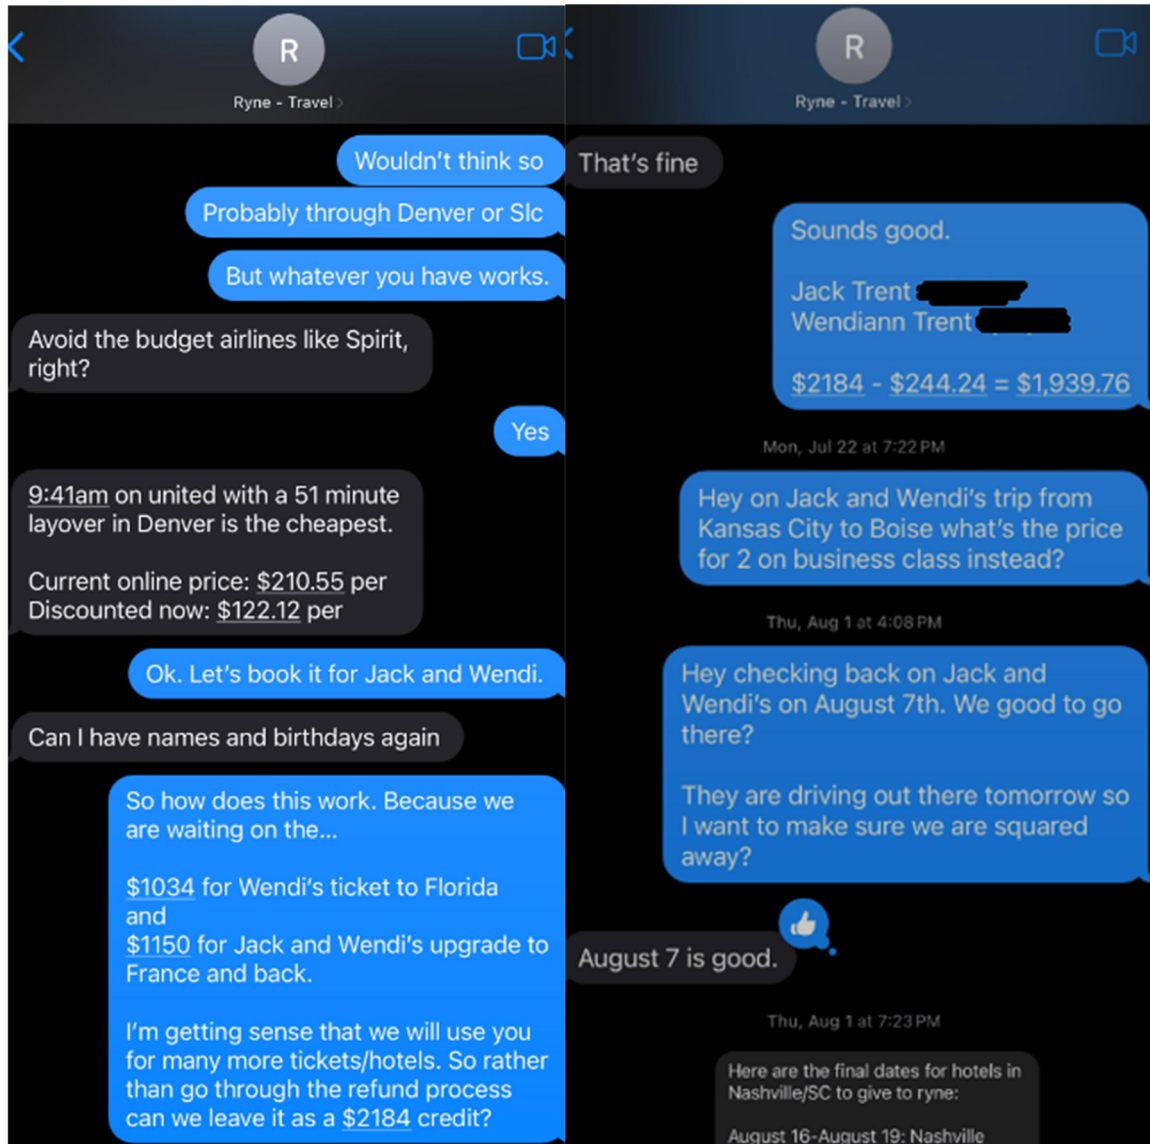 R
Ryne - Travel >
Wouldn't think so
Probably through Denver or Slc
But whatever you have works.
Avoid the budget airlines like Spirit,
right?
Yes
9:41am on united with a 51 minute
layover in Denver is the cheapest.
Current online price: $210.55 per
Discounted now: $122.12 per
Ok. Let's book it for Jack and Wendi.
Can I have names and birthdays again
So how does this work. Because we
are waiting on the...
$1034 for Wendi's ticket to Florida
and
$1150 for Jack and Wendi's upgrade to
France and back.
I'm getting sense that we will use you
for many more tickets/hotels. So rather
than go through the refund process
can we leave it as a $2184 credit?
R
Ryne - Travel >
That's fine
Sounds good.
Jack Trent
Wendiann Trent
$2184 - $244.24 = $1,939.76
Mon, Jul 22 at 7:22 PM
Hey on Jack and Wendi's trip from
Kansas City to Boise what's the price
for 2 on business class instead?
Thu, Aug 1 at 4:08 PM
Hey checking back on Jack and
Wendi's on August 7th. We good to go
there?
They are driving out there tomorrow so
I want to make sure we are squared
away?
August 7 is good.
Thu, Aug 1 at 7:23 PM
Here are the final dates for hotels in
Nashville/SC to give to ryne:
August 16-August 19: Nashville